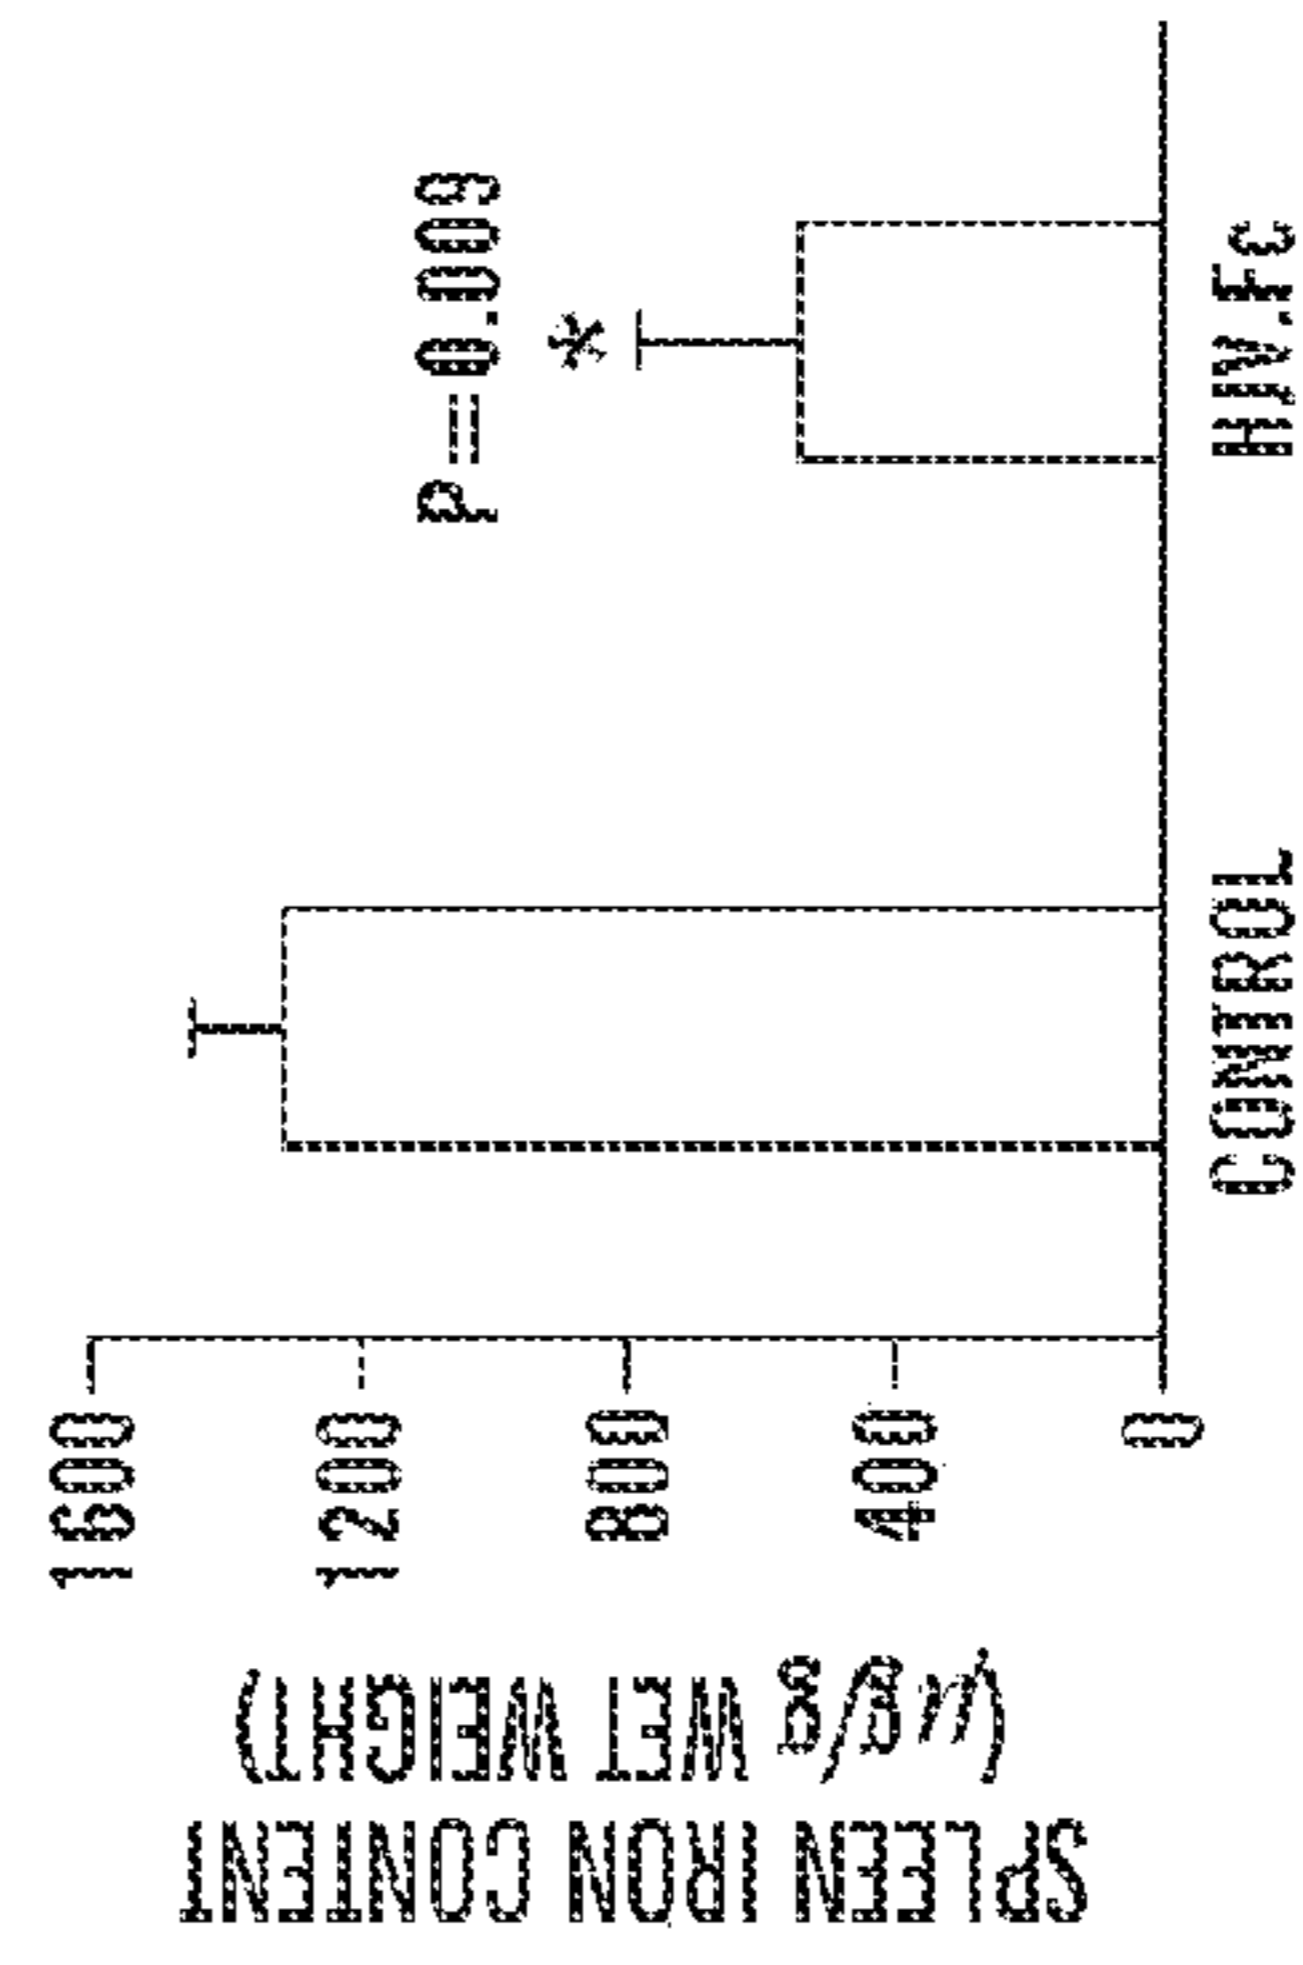 SPLEEN IRON CONTENT
(μg/g WET WEIGHT)
1600
1200
800
400
0
P=0.009
*
CONTROL
HJV.Fc